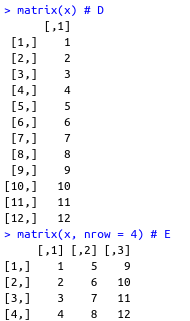 > matrix(x) # D
      [,1]
 [1,]    1
 [2,]    2
 [3,]    3
 [4,]    4
 [5,]    5
 [6,]    6
 [7,]    7
 [8,]    8
 [9,]    9
[10,]   10
[11,]   11
[12,]   12
> matrix(x, nrow = 4) # E
     [,1] [,2] [,3]
[1,]    1    5    9
[2,]    2    6   10
[3,]    3    7   11
[4,]    4    8   12